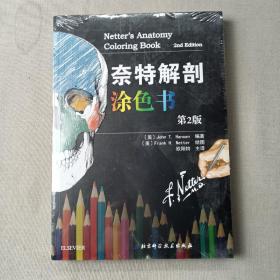 Netter's Anatomy
Coloring Book 2nd Edition
奈特解剖
涂色书
第2版
（美）John T. Hansen 编著
（美）Frank H. Netter 绘图
欧阳钧 主译
F. Netter M.D.
ELSEVIER
北京科学技术出版社